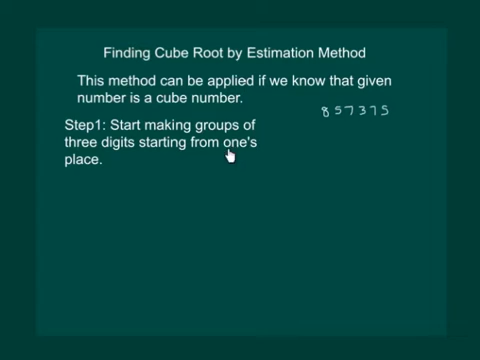 Finding Cube Root by Estimation Method
This method can be applied if we know that given
number is a cube number.
857375
Step1: Start making groups of
three digits starting from one's
place.